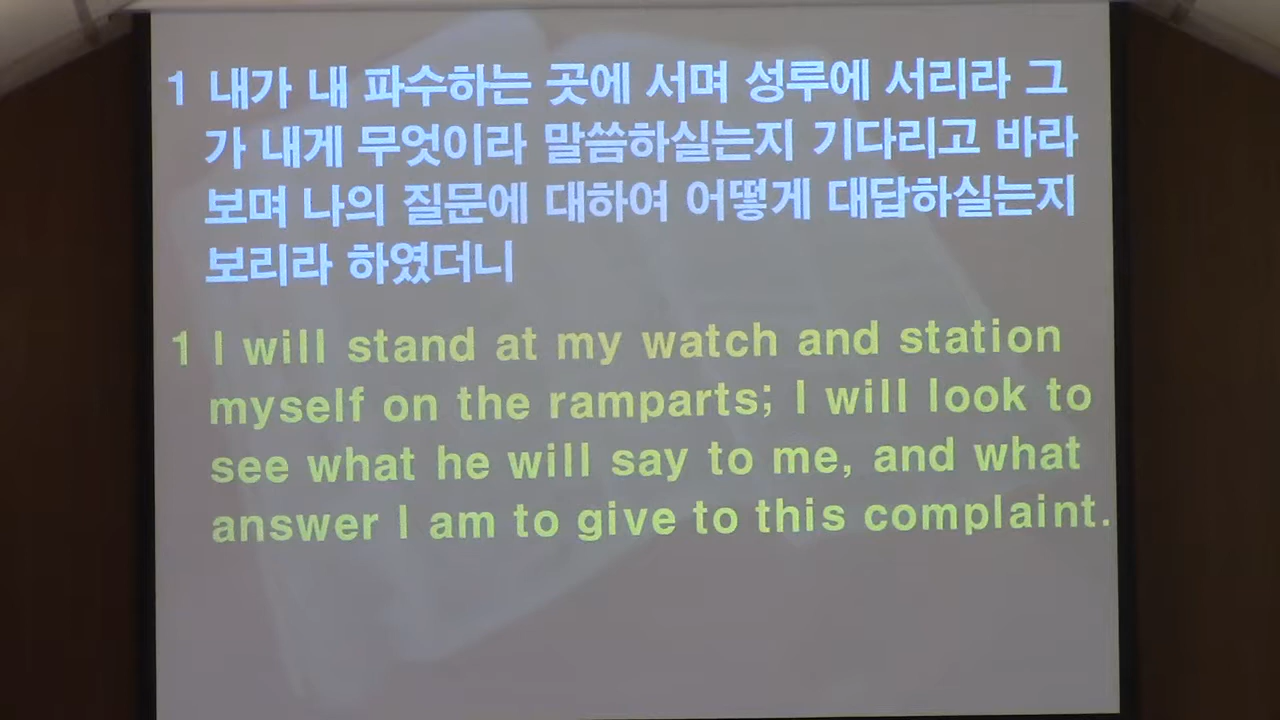 1 내가 내 파수하는 곳에 서며 성루에 서리라 그
가 내게 무엇이라 말씀하실는지 기다리고 바라
보며 나의 질문에 대하여 어떻게 대답하실는지
보리라 하였더니
1 I will stand at my watch and station
myself on the ramparts; I will look to
see what he will say to me, and what
answer I am to give to this complaint.